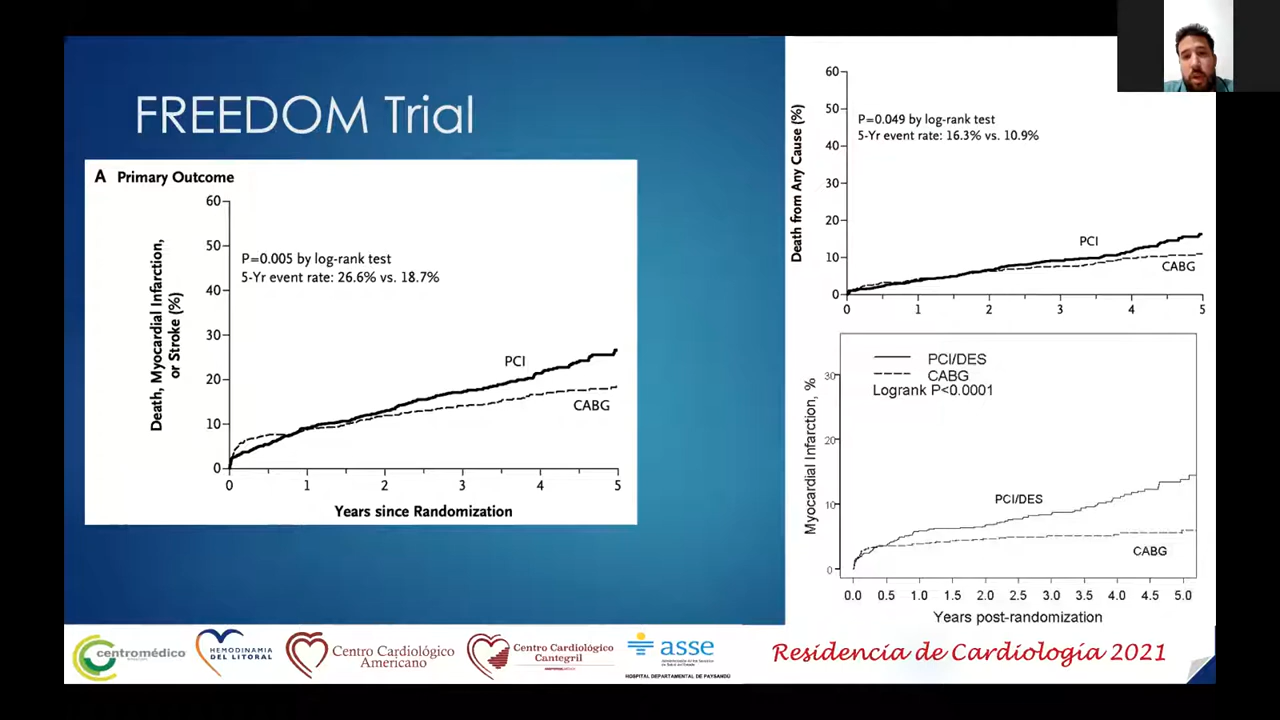 FREEDOM Trial
A Primary Outcome
Death, Myocardial Infarction,
or Stroke (%)
60
50
40
30
20
10
0
P=0.005 by log-rank test
5-Yr event rate: 26.6% vs. 18.7%
PCI
CABG
0 1 2 3 4 5
Years since Randomization
Death from Any Cause (%)
60
50
40
30
20
10
0
P=0.049 by log-rank test
5-Yr event rate: 16.3% vs. 10.9%
PCI
CABG
0 1 2 3 4 5
Myocardial Infarction, %
30
20
10
0
PCI/DES
CABG
Logrank P<0.0001
PCI/DES
CABG
0.0 0.5 1.0 1.5 2.0 2.5 3.0 3.5 4.0 4.5 5.0
Years post-randomization
centromédico
HEMODINAMIA
DEL LITORAL
Centro Cardiológico
Americano
Centro Cardiológico
Cantegril
asse
HOSPITAL DEPARTAMENTAL DE PAYSANDÚ
Residencia de Cardiología 2021